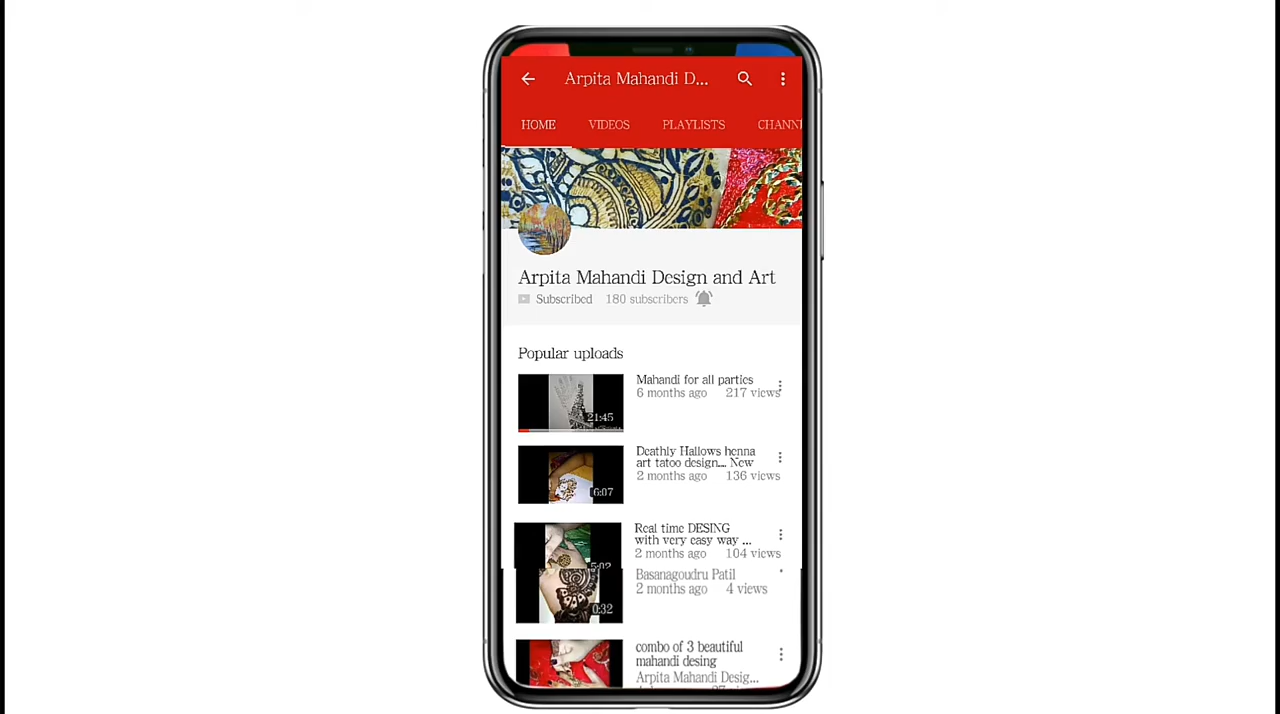 Arpita Mahandi D...
HOME VIDEOS PLAYLISTS CHANN
Arpita Mahandi Design and Art
Subscribed 180 subscribers
Popular uploads
21:45
Mahandi for all parties
6 months ago 217 views
6:07
Deathly Hallows henna
art tatoo design.... New
2 months ago 136 views
5:02
Real time DESING
with very easy way ...
2 months ago 104 views
0:32
Basanagoudru Patil
2 months ago 4 views
combo of 3 beautiful
mahandi desing
Arpita Mahandi Desig...